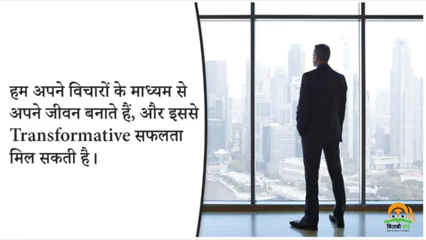 हम अपने विचारों के माध्यम से
अपने जीवन बनाते हैं, और इससे
Transformative सफलता
मिल सकती है।